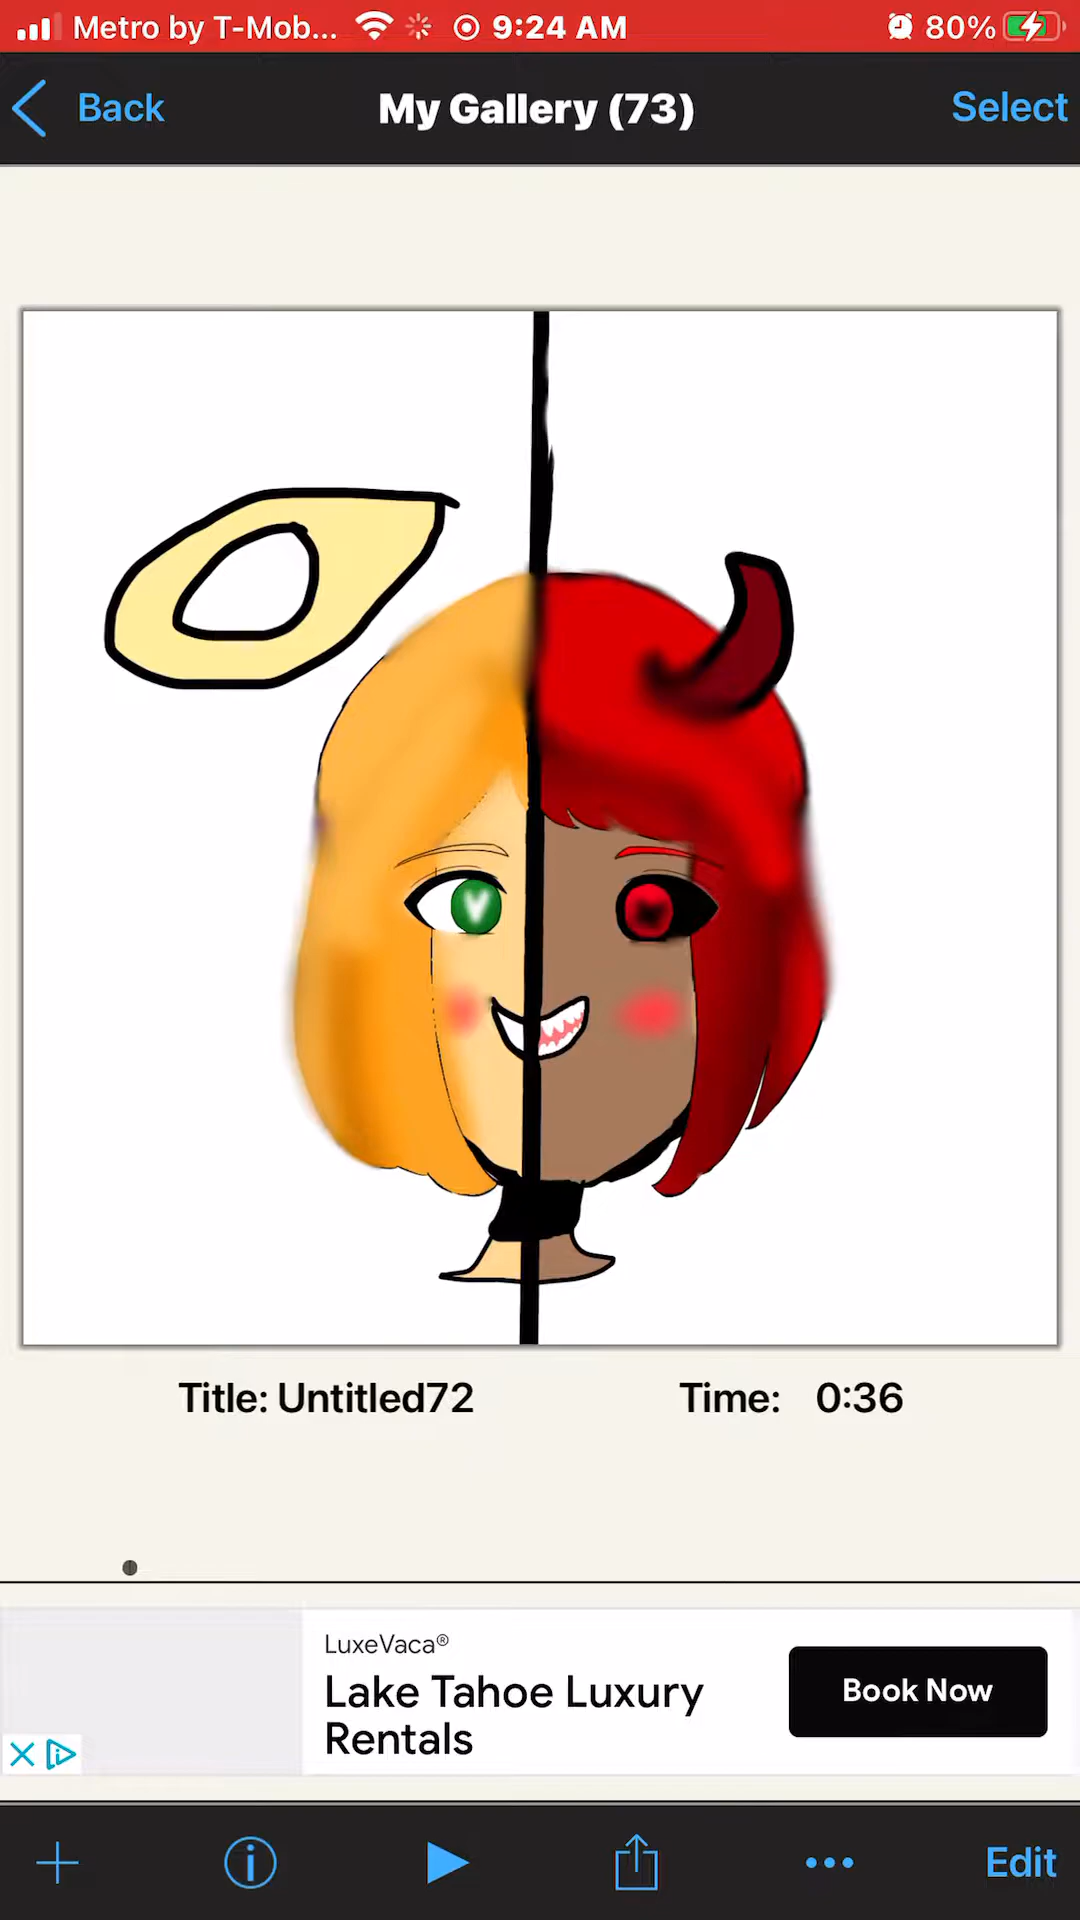 Metro by T-Mob... 9:24 AM 80%
Back My Gallery (73) Select
Title: Untitled72 Time: 0:36
LuxeVaca®
Lake Tahoe Luxury
Rentals
Book Now
Edit